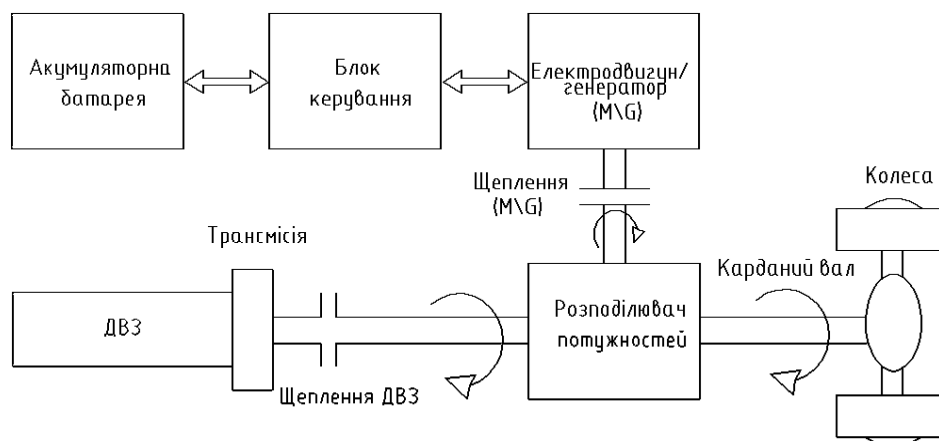 Акумуляторна
батарея
Блок
керування
Електродвигун/
генератор
(M\G)
Щеплення
(M\G)
Колеса
Трансмісія
Карданий вал
ДВЗ
Розподілювач
потужностей
Щеплення ДВЗ